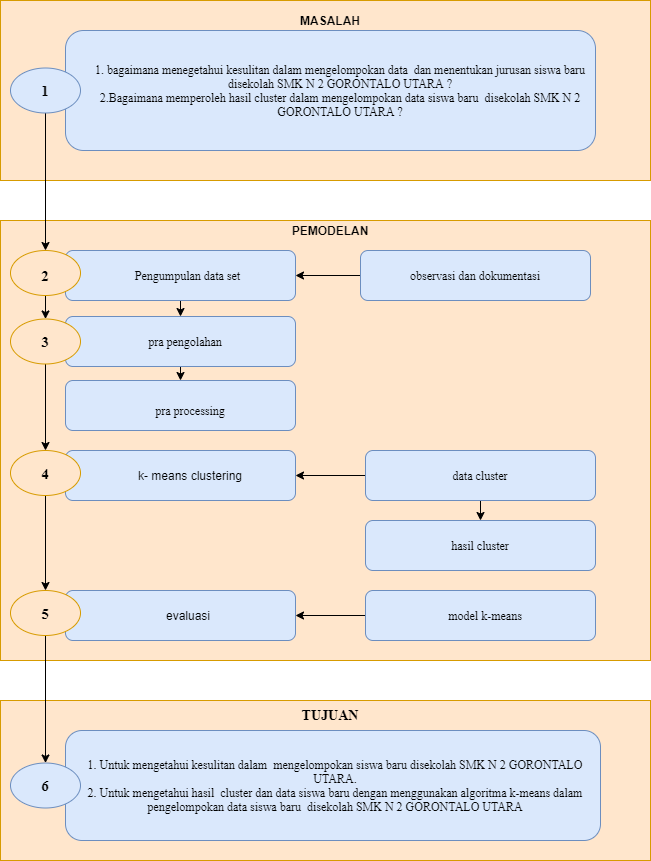 MASALAH
1
1. bagaimana menegetahui kesulitan dalam mengelompokan data dan menentukan jurusan siswa baru
disekolah SMK N 2 GORONTALO UTARA ?
2.Bagaimana memperoleh hasil cluster dalam mengelompokan data siswa baru disekolah SMK N 2
GORONTALO UTARA ?
PEMODELAN
2
Pengumpulan data set
observasi dan dokumentasi
3
pra pengolahan
pra processing
4
k- means clustering
data cluster
hasil cluster
5
evaluasi
model k-means
TUJUAN
6
1. Untuk mengetahui kesulitan dalam mengelompokan siswa baru disekolah SMK N 2 GORONTALO
UTARA.
2. Untuk mengetahui hasil cluster dan data siswa baru dengan menggunakan algoritma k-means dalam
pengelompokan data siswa baru disekolah SMK N 2 GORONTALO UTARA